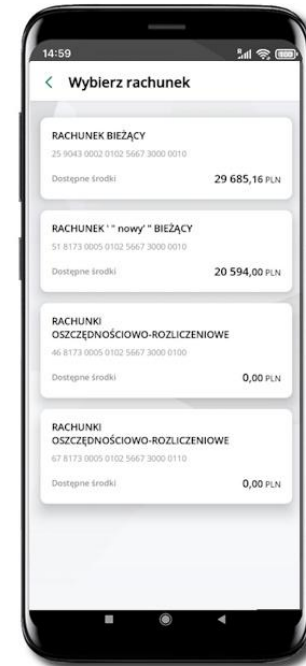 14:59
Wybierz rachunek
RACHUNEK BIEŻĄCY
25 9043 0002 0102 5667 3000 0010
Dostępne środki 29 685,16 PLN
RACHUNEK ' " nowy' " BIEŻĄCY
51 8173 0005 0102 5667 3000 0010
Dostępne środki 20 594,00 PLN
RACHUNKI
OSZCZĘDNOŚCIOWO-ROZLICZENIOWE
46 8173 0005 0102 5667 3000 0100
Dostępne środki 0,00 PLN
RACHUNKI
OSZCZĘDNOŚCIOWO-ROZLICZENIOWE
67 8173 0005 0102 5667 3000 0110
Dostępne środki 0,00 PLN